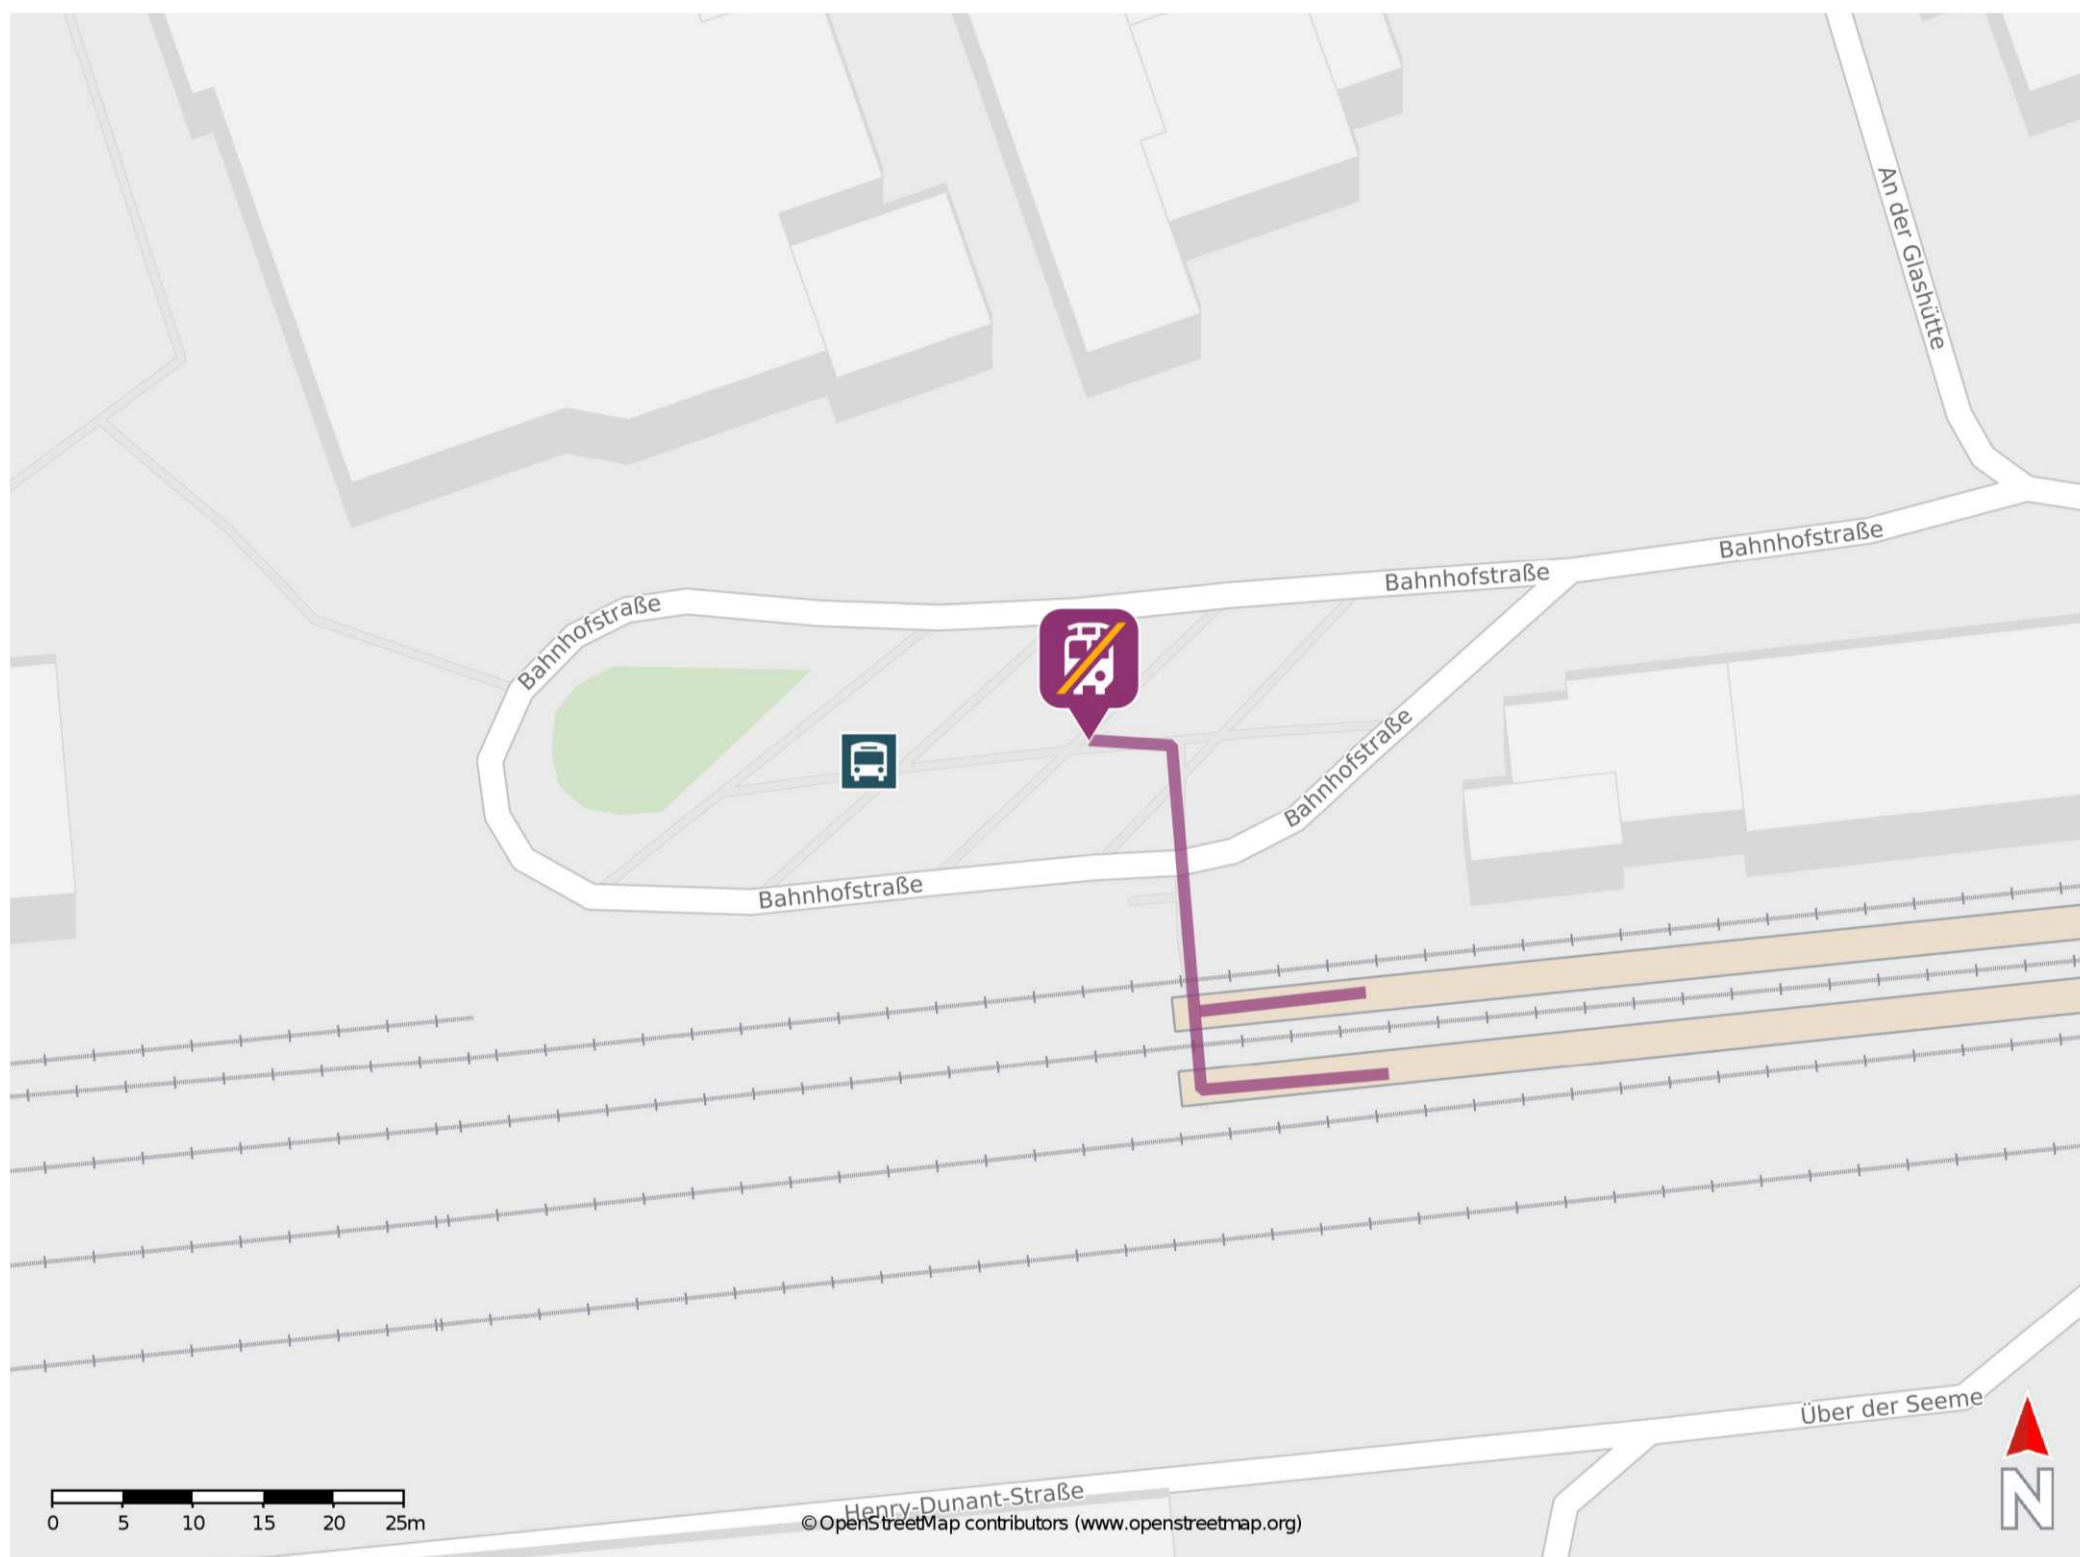 An der Glashütte
Bahnhofstraße
Bahnhofstraße
Bahnhofstraße
Bahnhofstraße
Bahnhofstraße
Über der Seeme
Henry-Dunant-Straße
N
0 5 10 15 20 25m
©OpenStreetMap contributors (www.openstreetmap.org)